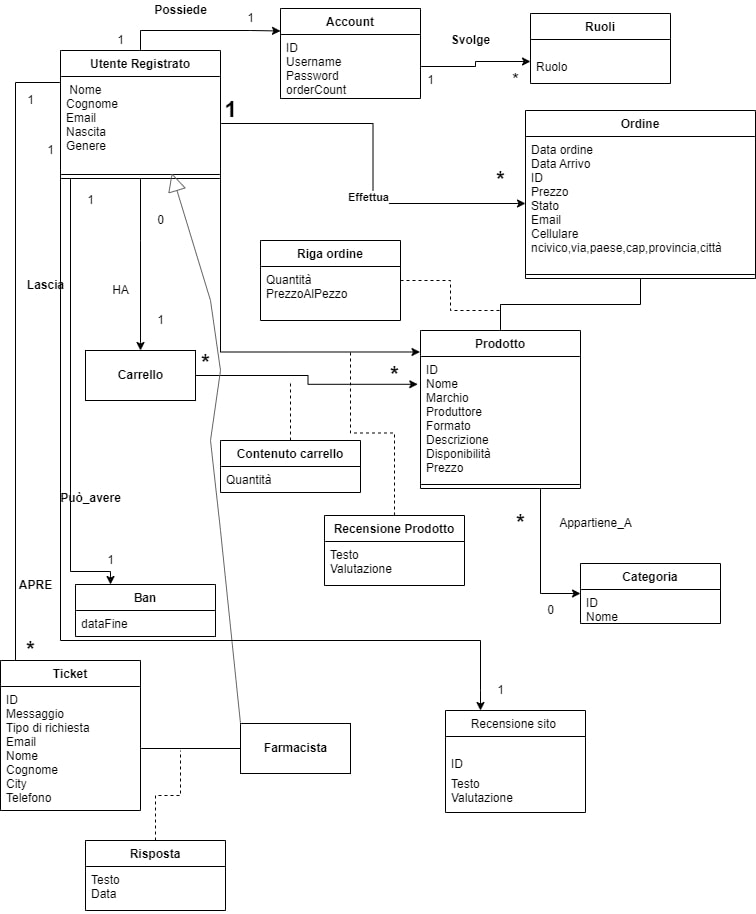 Possiede
1
1
Account
ID
Username
Password
orderCount
Svolge
1
*
Ruoli
Ruolo
Utente Registrato
Nome
Cognome
Email
Nascita
Genere
1
1
1
1
0
Effettua
*
Ordine
Data ordine
Data Arrivo
ID
Prezzo
Stato
Email
Cellulare
ncivico,via,paese,cap,provincia,città
Riga ordine
Quantità
PrezzoAlPezzo
Lascia
HA
1
Carrello
*
*
Prodotto
ID
Nome
Marchio
Produttore
Formato
Descrizione
Disponibilità
Prezzo
Contenuto carrello
Quantità
Recensione Prodotto
Testo
Valutazione
*
Appartiene_A
0
Categoria
ID
Nome
Può_avere
1
Ban
dataFine
APRE
*
Ticket
ID
Messaggio
Tipo di richiesta
Email
Nome
Cognome
City
Telefono
Farmacista
1
Recensione sito
ID
Testo
Valutazione
Risposta
Testo
Data